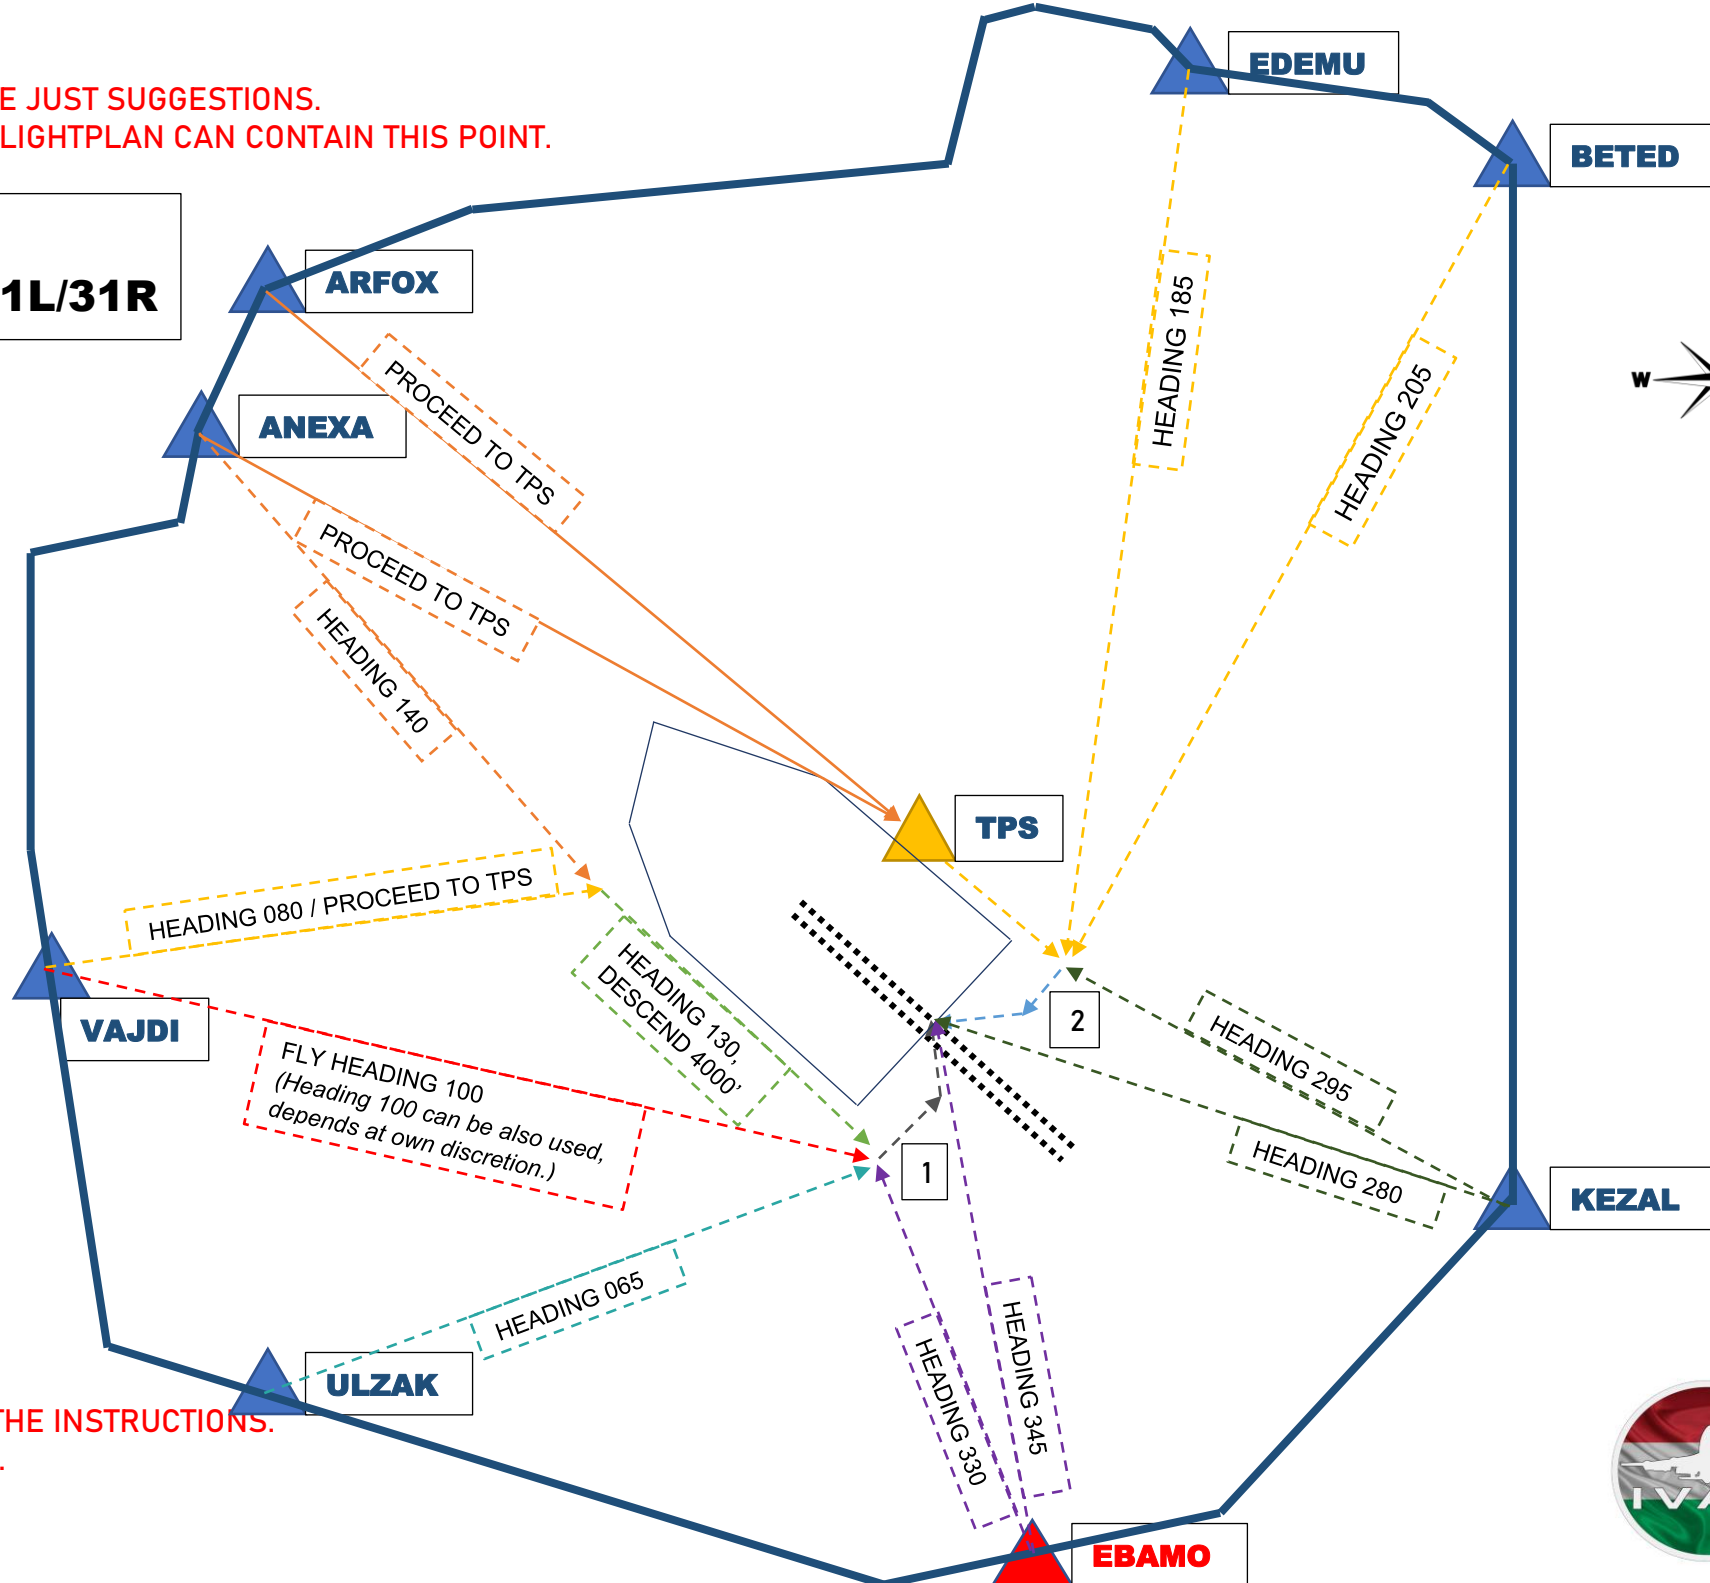 EDEMU
E JUST SUGGESTIONS.
LIGHTPLAN CAN CONTAIN THIS POINT.
BETED
1L/31R
ARFOX
HEADING 185
PROCEED TO TPS
HEADING 205
W
ANEXA
PROCEED TO TPS
HEADING 140
TPS
HEADING 080 / PROCEED TO TPS
HEADING 130,
DESCEND 4000’
VAJDI
2
HEADING 295
FLY HEADING 100
(Heading 100 can be also used,
depends at own discretion.)
1
HEADING 280
KEZAL
HEADING 065
HEADING 330
HEADING 345
ULZAK
THE INSTRUCTIONS.
.
EBAMO